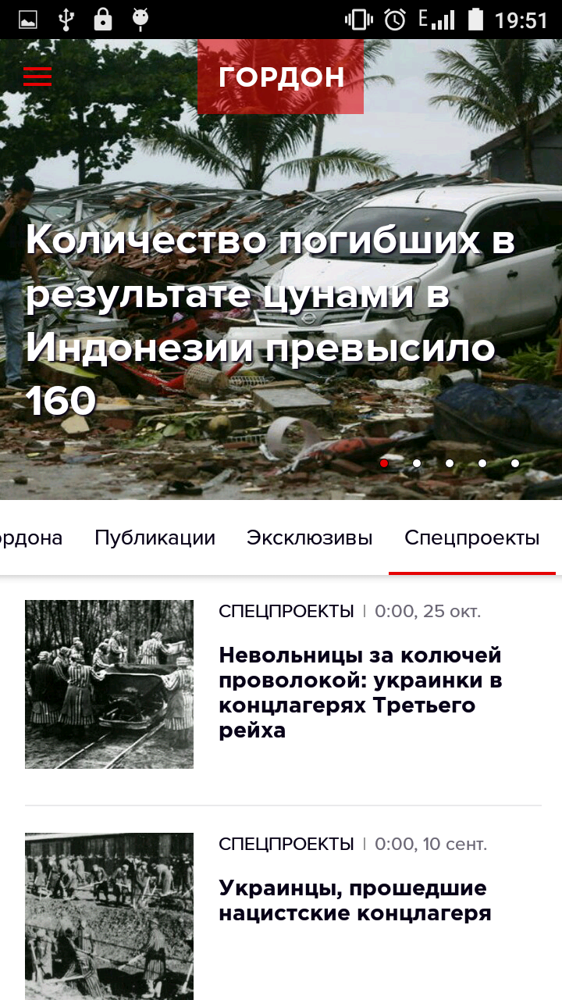 E 19:51
ГОРДОН
Количество погибших в
результате цунами в
Индонезии превысило
160
ордона Публикации Эксклюзивы Спецпроекты
СПЕЦПРОЕКТЫ | 0:00, 25 окт.
Невольницы за колючей
проволокой: украинки в
концлагерях Третьего
рейха
СПЕЦПРОЕКТЫ | 0:00, 10 сент.
Украинцы, прошедшие
нацистские концлагеря